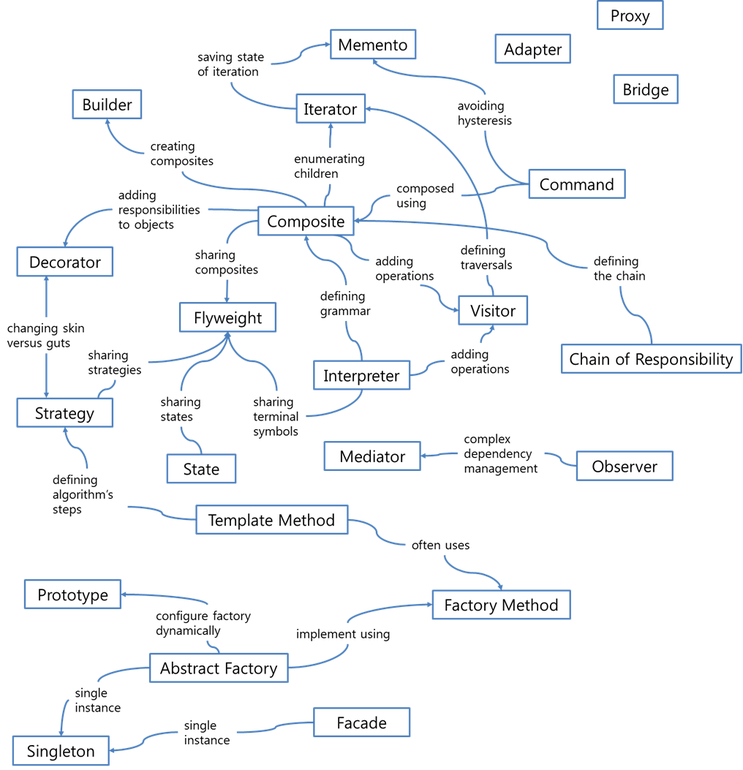 Proxy
Memento
Adapter
saving state
of iteration
Bridge
Builder
Iterator
avoiding
hysteresis
creating
composites
enumerating
children
Command
composed
using
adding
responsibilities
to objects
Composite
Decorator
sharing
composites
adding
operations
defining
traversals
defining
the chain
defining
grammar
Visitor
Flyweight
changing skin
versus guts
sharing
strategies
adding
operations
Chain of Responsibility
Interpreter
Strategy
sharing
states
sharing
terminal
symbols
State
Mediator
complex
dependency
management
Observer
defining
algorithm's
steps
Template Method
often uses
Prototype
Factory Method
configure factory
dynamically
implement using
Abstract Factory
single
instance
Facade
single
instance
Singleton